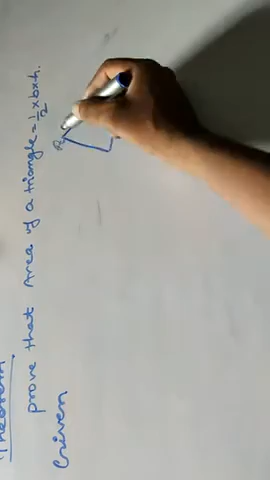 Theorem
prove that Area of a triangle = 1/2 x b x h.
Given